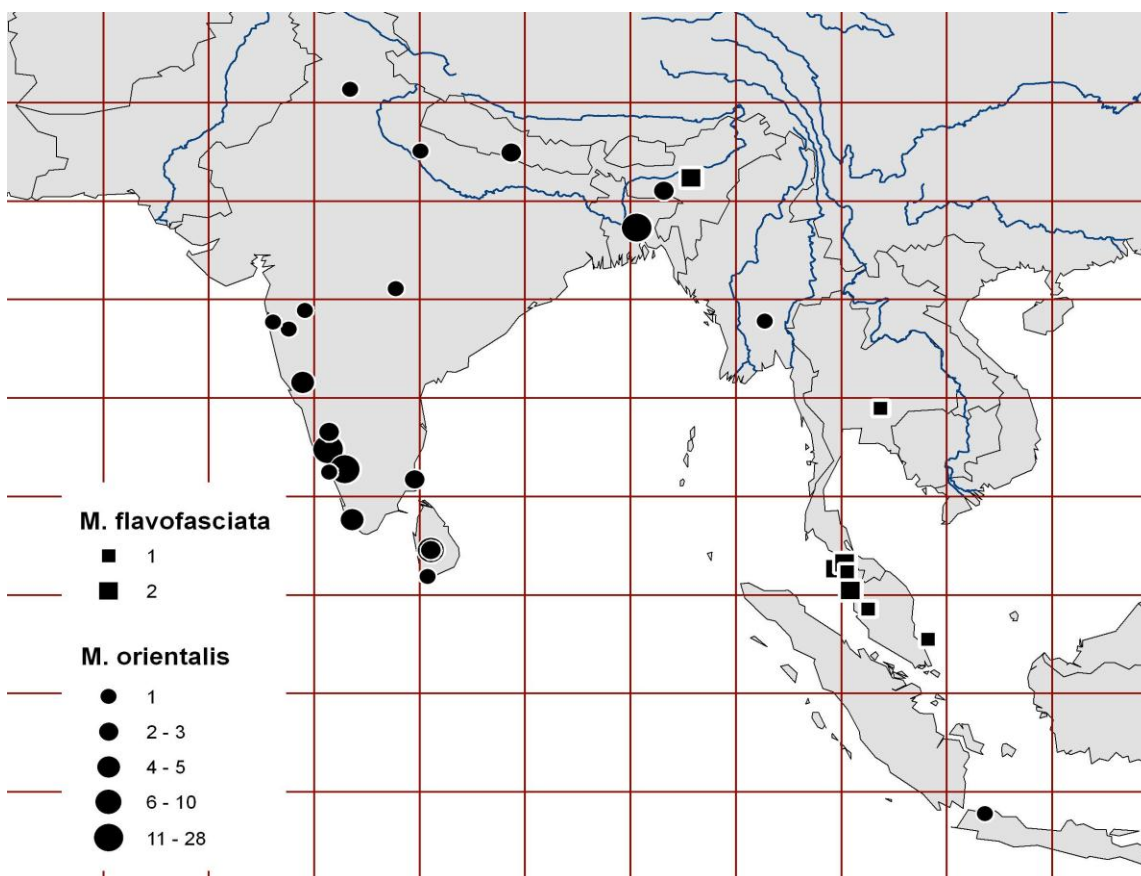 M. flavofasciata
1
2
M. orientalis
1
2 - 3
4 - 5
6 - 10
11 - 28